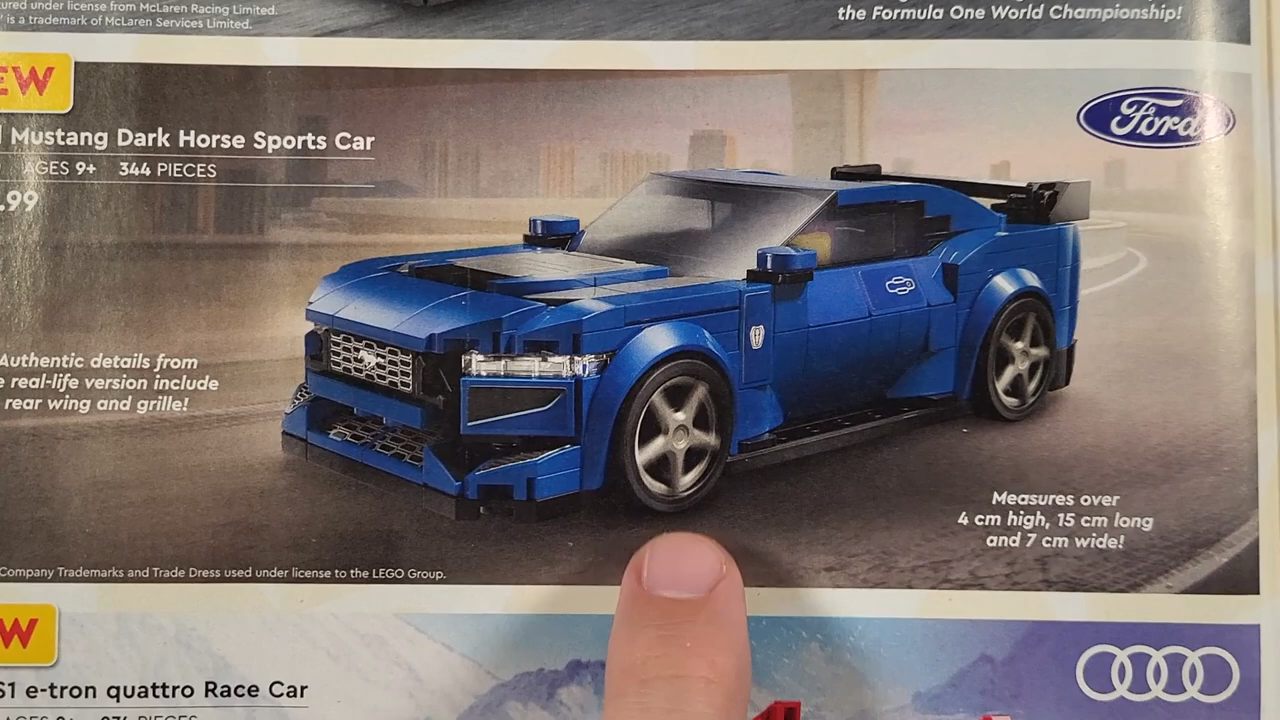 ured under license from McLaren Racing Limited.
is a trademark of McLaren Services Limited.
the Formula One World Championship!
EW
Mustang Dark Horse Sports Car
AGES 9+ 344 PIECES
.99
Ford
Authentic details from
e real-life version include
rear wing and grille!
Measures over
4 cm high, 15 cm long
and 7 cm wide!
Company Trademarks and Trade Dress used under license to the LEGO Group.
W
S1 e-tron quattro Race Car